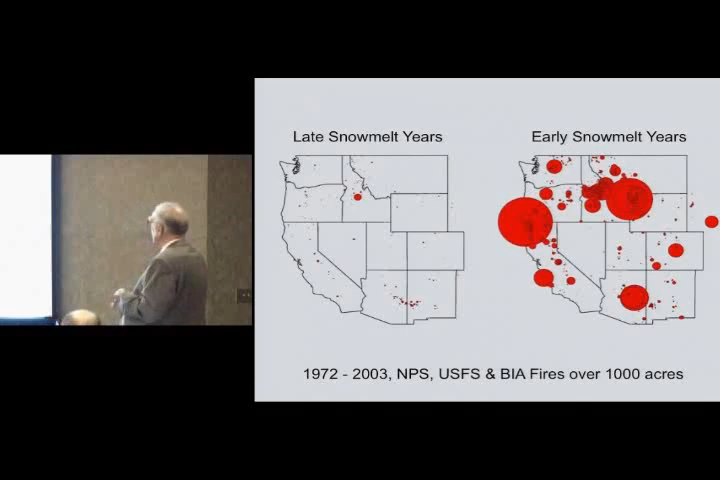 Late Snowmelt Years
Early Snowmelt Years
1972 - 2003, NPS, USFS & BIA Fires over 1000 acres